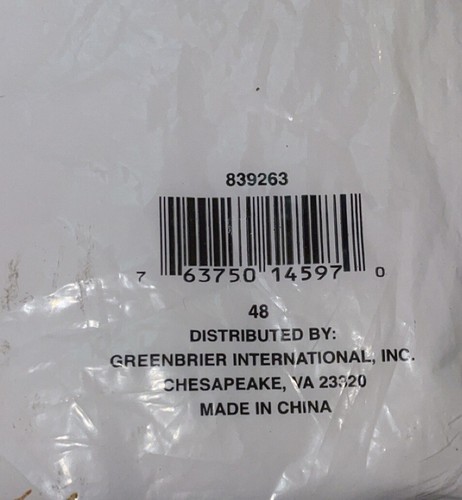 839263
7 63750 14597 0
48
DISTRIBUTED BY:
GREENBRIER INTERNATIONAL, INC.
CHESAPEAKE, VA 23320
MADE IN CHINA